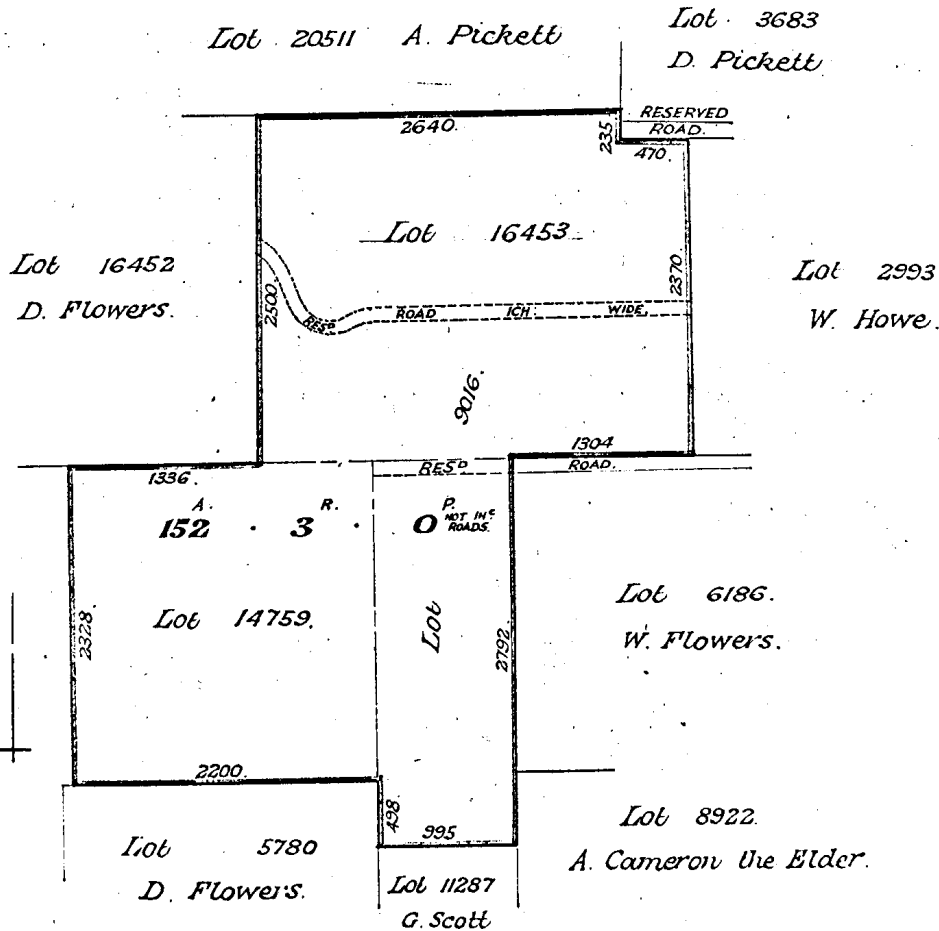 Lot 20511 A. Pickett
Lot 3683
D. Pickett
RESERVED
ROAD.
2640.
235
470.
Lot 16453
Lot 16452
D. Flowers.
2500.
RESD
ROAD 1CH: WIDE.
2370.
Lot 2993
W. Howe.
9016.
1304
1336.
RESD ROAD.
A. R. P.
152 · 3 · 0 NOT INC ROADS.
2328.
Lot 14759.
Lot
2792
Lot 6186.
W. Flowers.
2200.
498.
995
Lot 5780
D. Flowers.
Lot 11287
G. Scott
Lot 8922
A. Cameron the Elder.